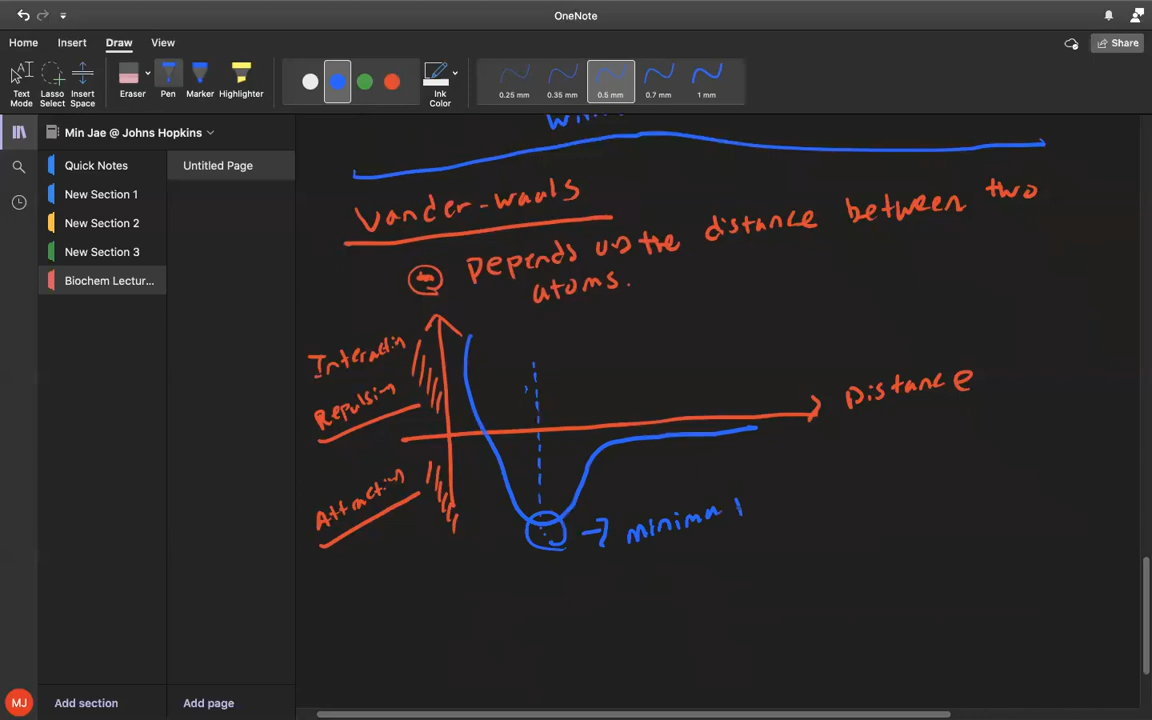 OneNote
Home Insert Draw View
Share
Text Mode
Lasso Select
Insert Space
Eraser
Pen
Marker
Highlighter
Ink Color
0.25 mm
0.35 mm
0.5 mm
0.7 mm
1 mm
Min Jae @ Johns Hopkins
Quick Notes
New Section 1
New Section 2
New Section 3
Biochem Lectur...
Untitled Page
Vander-waals
Depends the distance between two
atoms.
Interaction
Repulsion
Attraction
Distance
→ minima
MJ
Add section
Add page